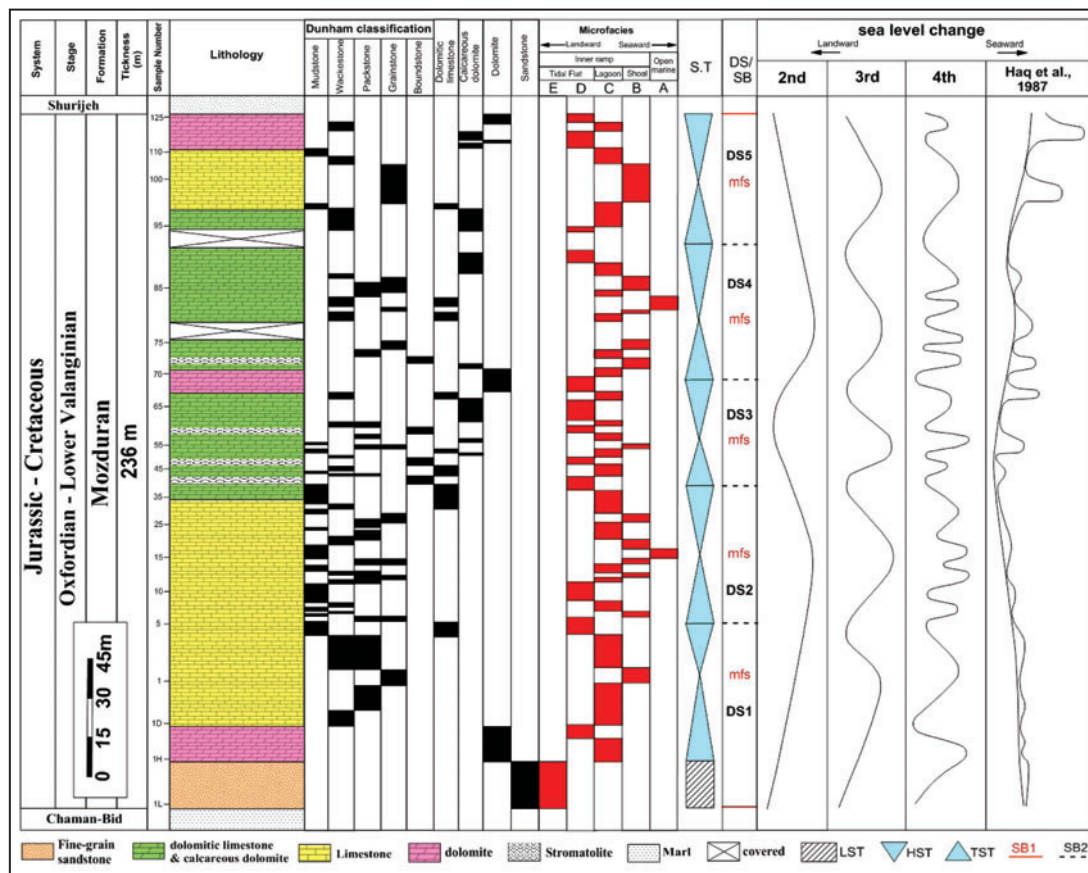 System
Stage
Formation
Tickness
(m)
Sample Number
Lithology
Dunham classification
Mudstone
Wackestone
Packstone
Grainstone
Boundstone
Dolomitic
limestone
Calcareous
dolomite
Dolomite
Sandstone
Microfacies
Landward Seaward
Inner ramp
Open
marine
Tidal Flat Lagoon Shoal
E D C B A
S.T
DS/
SB
sea level change
Landward Seaward
2nd 3rd 4th Haq et al.,
1987
Shurijeh
Jurassic - Cretaceous
Oxfordian - Lower Valanginian
Mozduran
236 m
125
110
100
95
85
75
70
65
55
45
35
25
15
10
5
1
1D
1H
1L
DS5
mfs
DS4
mfs
DS3
mfs
mfs
DS2
mfs
DS1
45m
30
15
0
Chaman-Bid
Fine-grain
sandstone
dolomitic limestone
& calcareous dolomite
Limestone
dolomite
Stromatolite
Marl
covered
LST
HST
TST
SB1
SB2